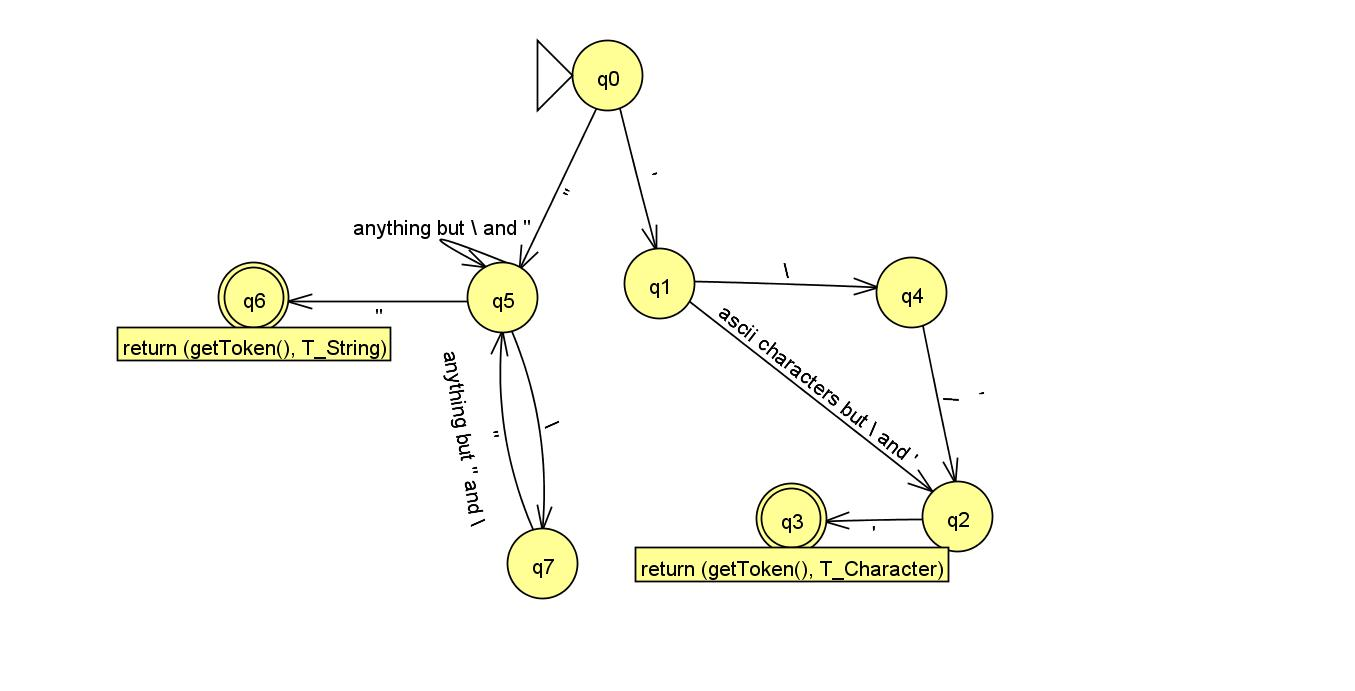 q0
'
"
anything but \ and "
q1
\
q4
q5
q6
"
return (getToken(), T_String)
ascii characters but \ and '
anything but " and \
"
\
\
'
q2
q3
'
return (getToken(), T_Character)
q7